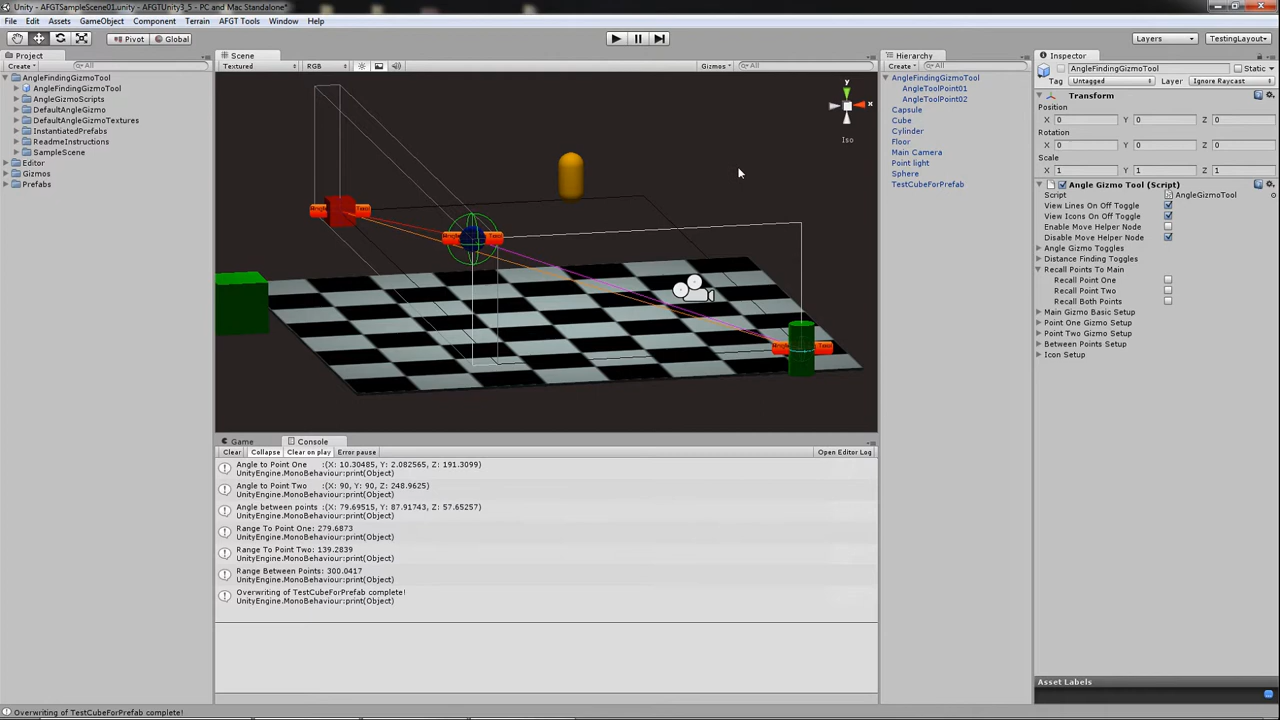 Unity - AFGTSampleScene01.unity - AFGTUnity3_5 - PC and Mac Standalone*
File Edit Assets GameObject Component Terrain AFGT Tools Window Help
Pivot Global Layers TestingLayout
Project
Create All
AngleFindingGizmoTool
AngleFindingGizmoTool
AngleGizmoScripts
DefaultAngleGizmo
DefaultAngleGizmoTextures
InstantiatedPrefabs
ReadmeInstructions
SampleScene
Editor
Gizmos
Prefabs
Scene
Textured RGB Gizmos All
y
x
Iso
Game Console
Clear Collapse Clear on play Error pause Open Editor Log
Angle to Point One :(X: 10.30485, Y: 2.082565, Z: 191.3099)
UnityEngine.MonoBehaviour:print(Object)
Angle to Point Two :(X: 90, Y: 90, Z: 248.9625)
UnityEngine.MonoBehaviour:print(Object)
Angle between points :(X: 79.69515, Y: 87.91743, Z: 57.65257)
UnityEngine.MonoBehaviour:print(Object)
Range To Point One: 279.6873
UnityEngine.MonoBehaviour:print(Object)
Range To Point Two: 139.2839
UnityEngine.MonoBehaviour:print(Object)
Range Between Points: 300.0417
UnityEngine.MonoBehaviour:print(Object)
Overwriting of TestCubeForPrefab complete!
UnityEngine.MonoBehaviour:print(Object)
Hierarchy
Create All
AngleFindingGizmoTool
AngleToolPoint01
AngleToolPoint02
Capsule
Cube
Cylinder
Floor
Main Camera
Point light
Sphere
TestCubeForPrefab
Inspector
AngleFindingGizmoTool Static
Tag Untagged Layer Ignore Raycast
Transform
Position
X 0 Y 0 Z 0
Rotation
X 0 Y 0 Z 0
Scale
X 1 Y 1 Z 1
Angle Gizmo Tool (Script)
Script AngleGizmoTool
View Lines On Off Toggle
View Icons On Off Toggle
Enable Move Helper Node
Disable Move Helper Node
Angle Gizmo Toggles
Distance Finding Toggles
Recall Points To Main
Recall Point One
Recall Point Two
Recall Both Points
Main Gizmo Basic Setup
Point One Gizmo Setup
Point Two Gizmo Setup
Between Points Setup
Icon Setup
Asset Labels
Overwriting of TestCubeForPrefab complete!